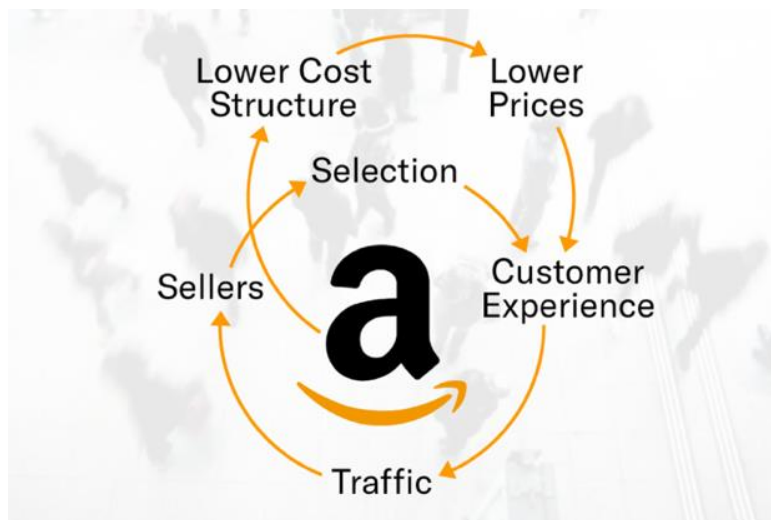 Lower Cost
Structure
Lower
Prices
Selection
Sellers
a
Customer
Experience
Traffic